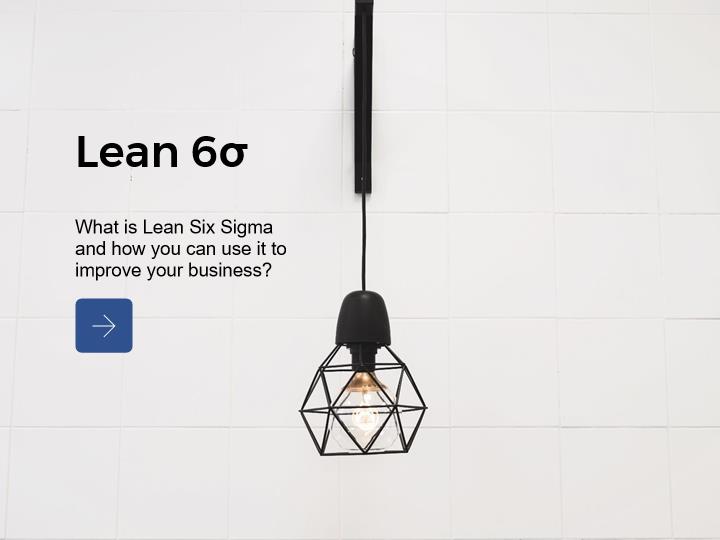 Lean 6σ
What is Lean Six Sigma
and how you can use it to
improve your business?